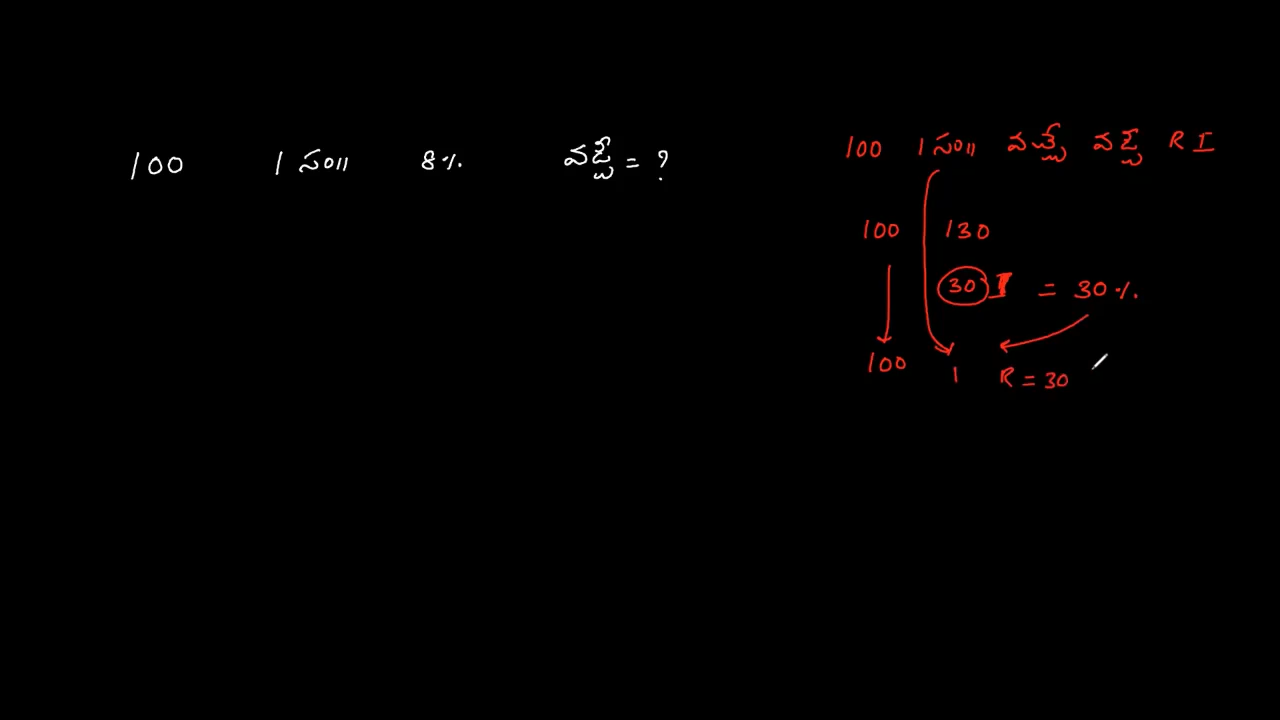 100 1 సం॥ 8% వడ్డీ = ?
100 1 సం॥ వచ్చే వడ్డీ R I
100 130
30 I = 30%
100 1 R = 30